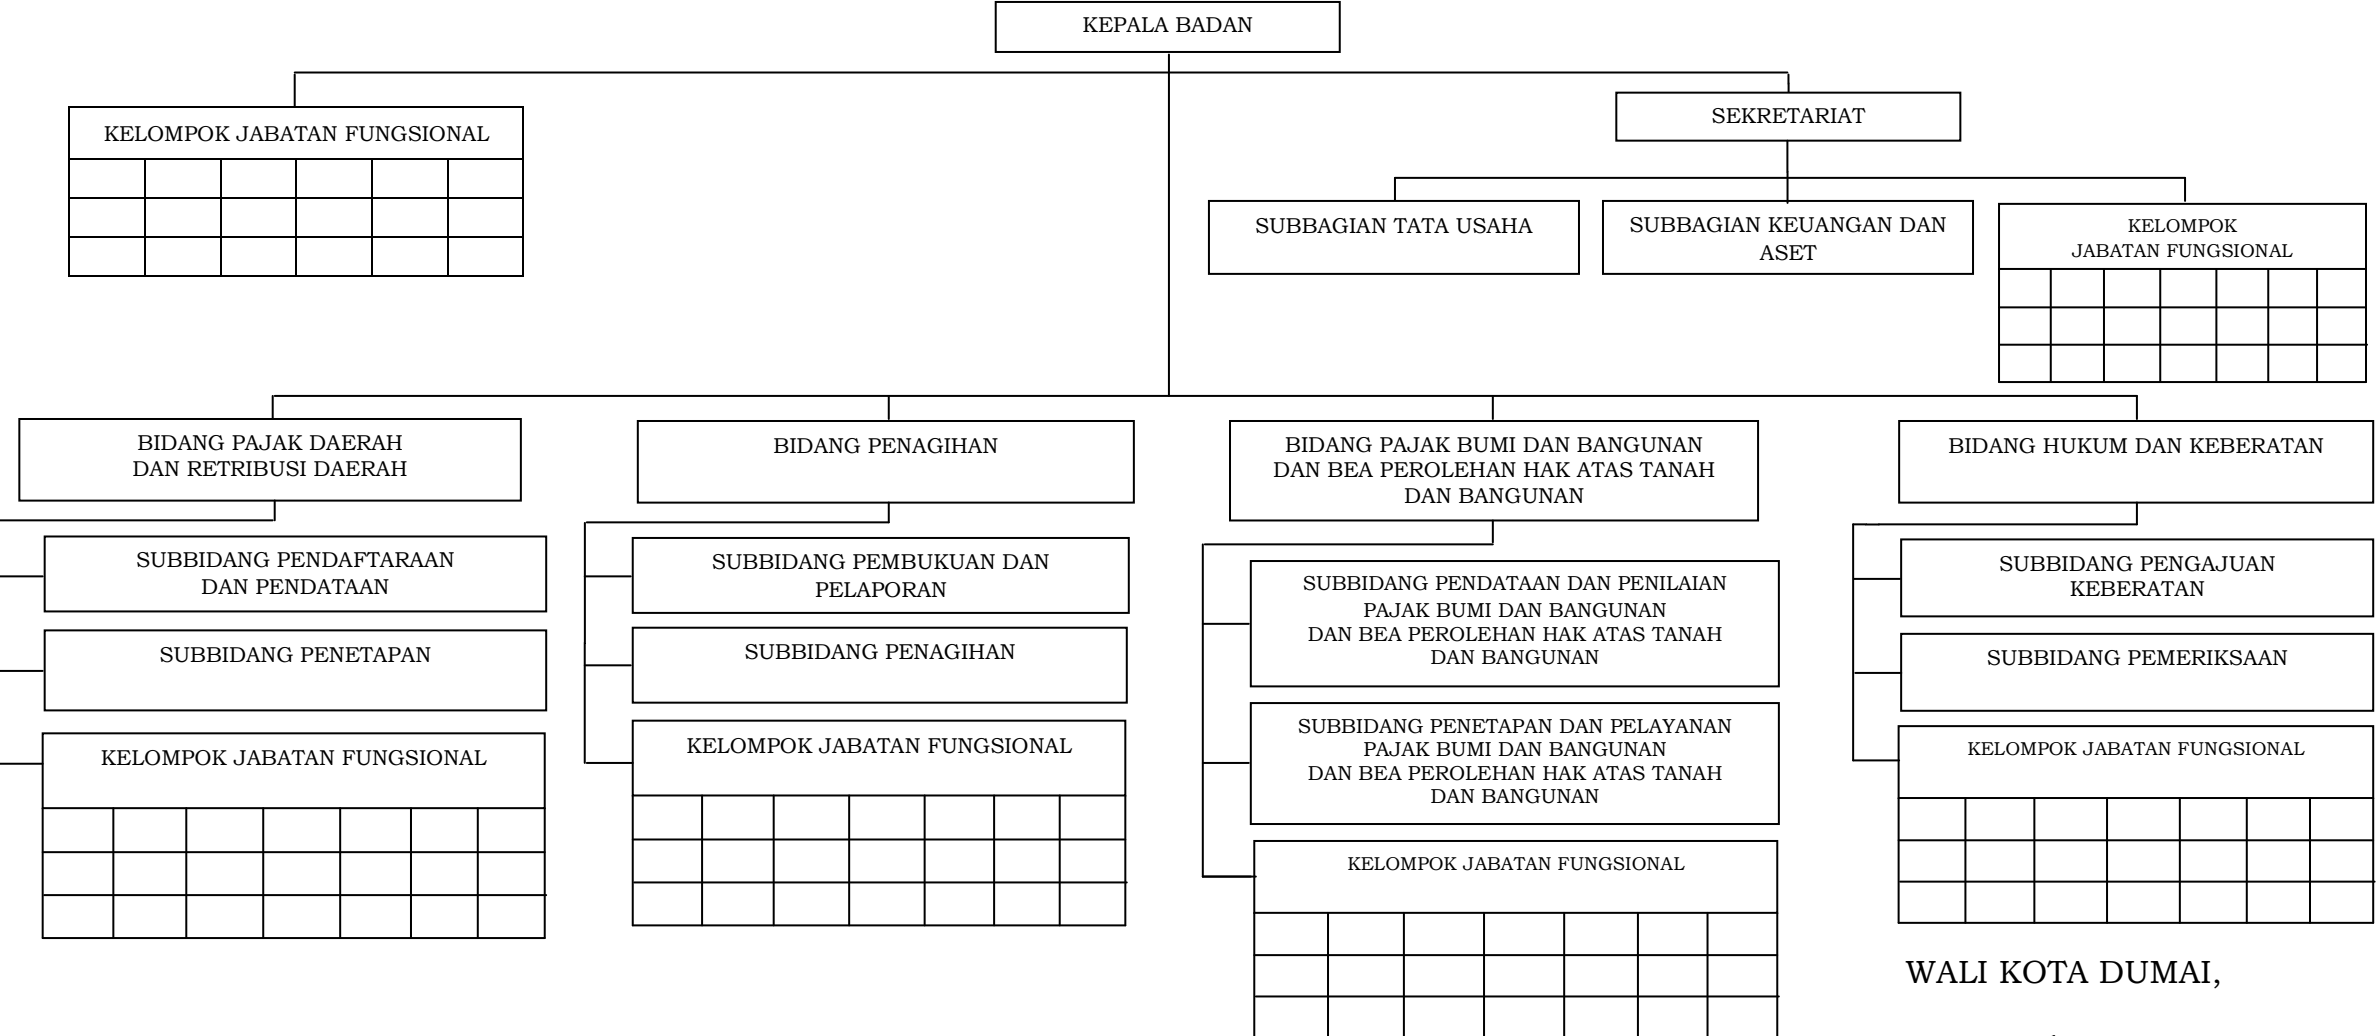 KEPALA BADAN
KELOMPOK JABATAN FUNGSIONAL
SEKRETARIAT
SUBBAGIAN TATA USAHA
SUBBAGIAN KEUANGAN DAN
ASET
KELOMPOK
JABATAN FUNGSIONAL
BIDANG PAJAK DAERAH
DAN RETRIBUSI DAERAH
SUBBIDANG PENDAFTARAAN
DAN PENDATAAN
SUBBIDANG PENETAPAN
KELOMPOK JABATAN FUNGSIONAL
BIDANG PENAGIHAN
SUBBIDANG PEMBUKUAN DAN
PELAPORAN
SUBBIDANG PENAGIHAN
KELOMPOK JABATAN FUNGSIONAL
BIDANG PAJAK BUMI DAN BANGUNAN
DAN BEA PEROLEHAN HAK ATAS TANAH
DAN BANGUNAN
SUBBIDANG PENDATAAN DAN PENILAIAN
PAJAK BUMI DAN BANGUNAN
DAN BEA PEROLEHAN HAK ATAS TANAH
DAN BANGUNAN
SUBBIDANG PENETAPAN DAN PELAYANAN
PAJAK BUMI DAN BANGUNAN
DAN BEA PEROLEHAN HAK ATAS TANAH
DAN BANGUNAN
KELOMPOK JABATAN FUNGSIONAL
BIDANG HUKUM DAN KEBERATAN
SUBBIDANG PENGAJUAN
KEBERATAN
SUBBIDANG PEMERIKSAAN
KELOMPOK JABATAN FUNGSIONAL
WALI KOTA DUMAI,